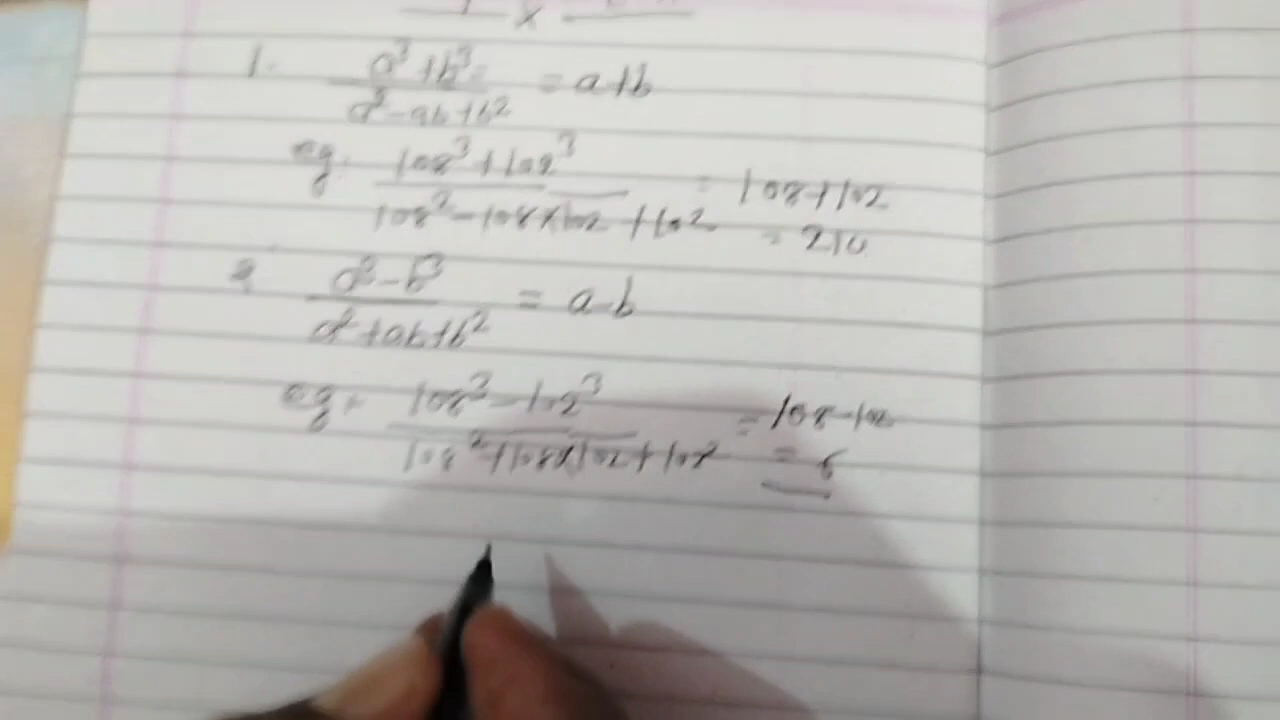 ×
1. a³+b³ / a²-ab+b² = a+b
eg. 108³+102³ / 108²-108×102+102² = 108+102
= 210
2. a³-b³ / a²+ab+b² = a-b
eg. 108³-102³ / 108²+108×102+102² = 108-102
= 6